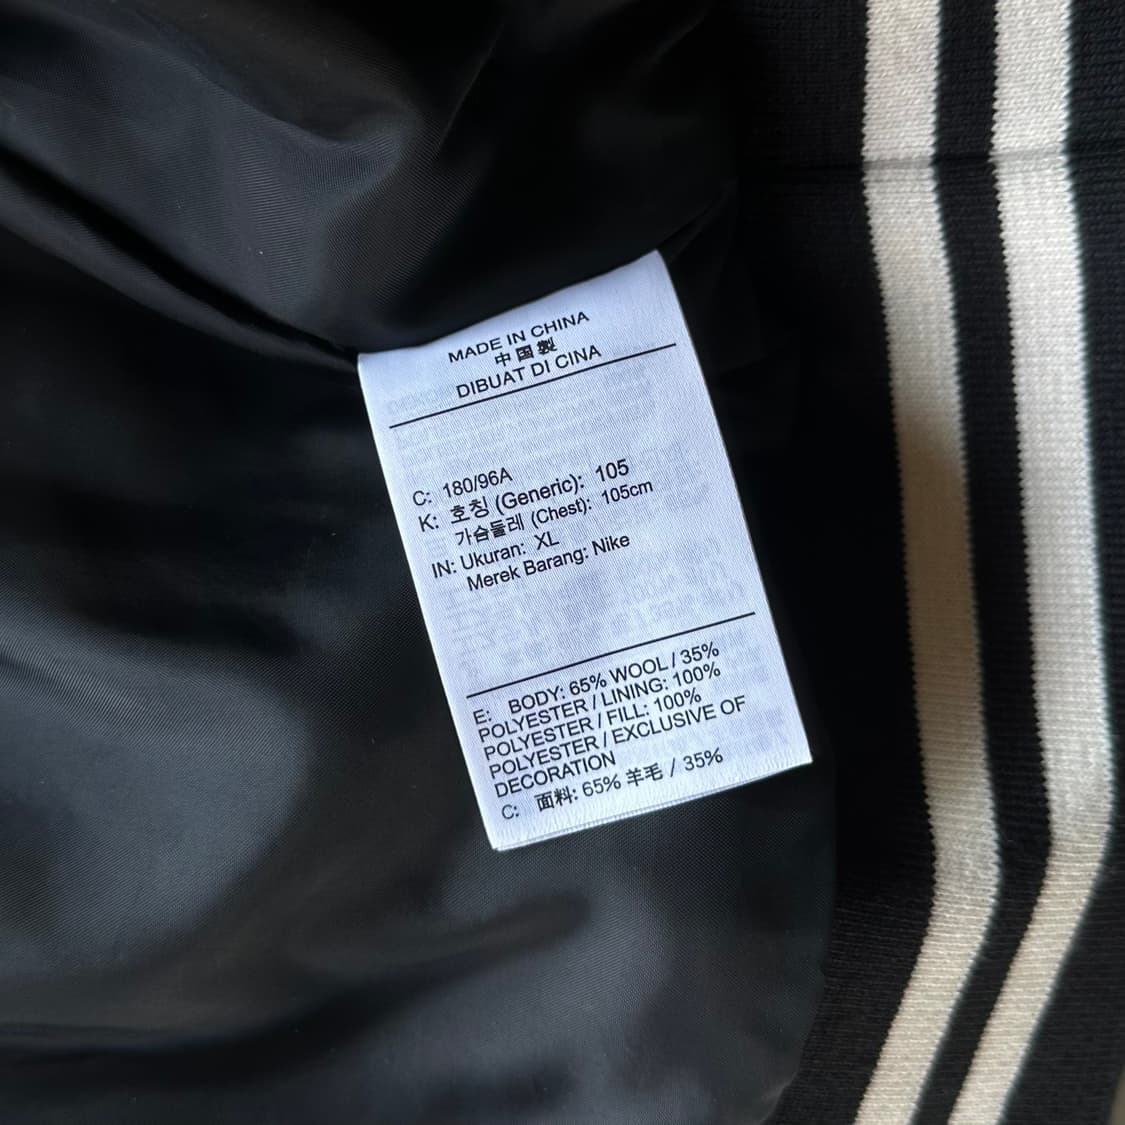 MADE IN CHINA
中国製
DIBUAT DI CINA
C: 180/96A
K: 호칭 (Generic): 105
가슴둘레 (Chest): 105cm
IN: Ukuran: XL
Merek Barang: Nike
E: BODY: 65% WOOL / 35%
POLYESTER / LINING: 100%
POLYESTER / FILL: 100%
POLYESTER / EXCLUSIVE OF
DECORATION
C: 面料: 65% 羊毛 / 35%